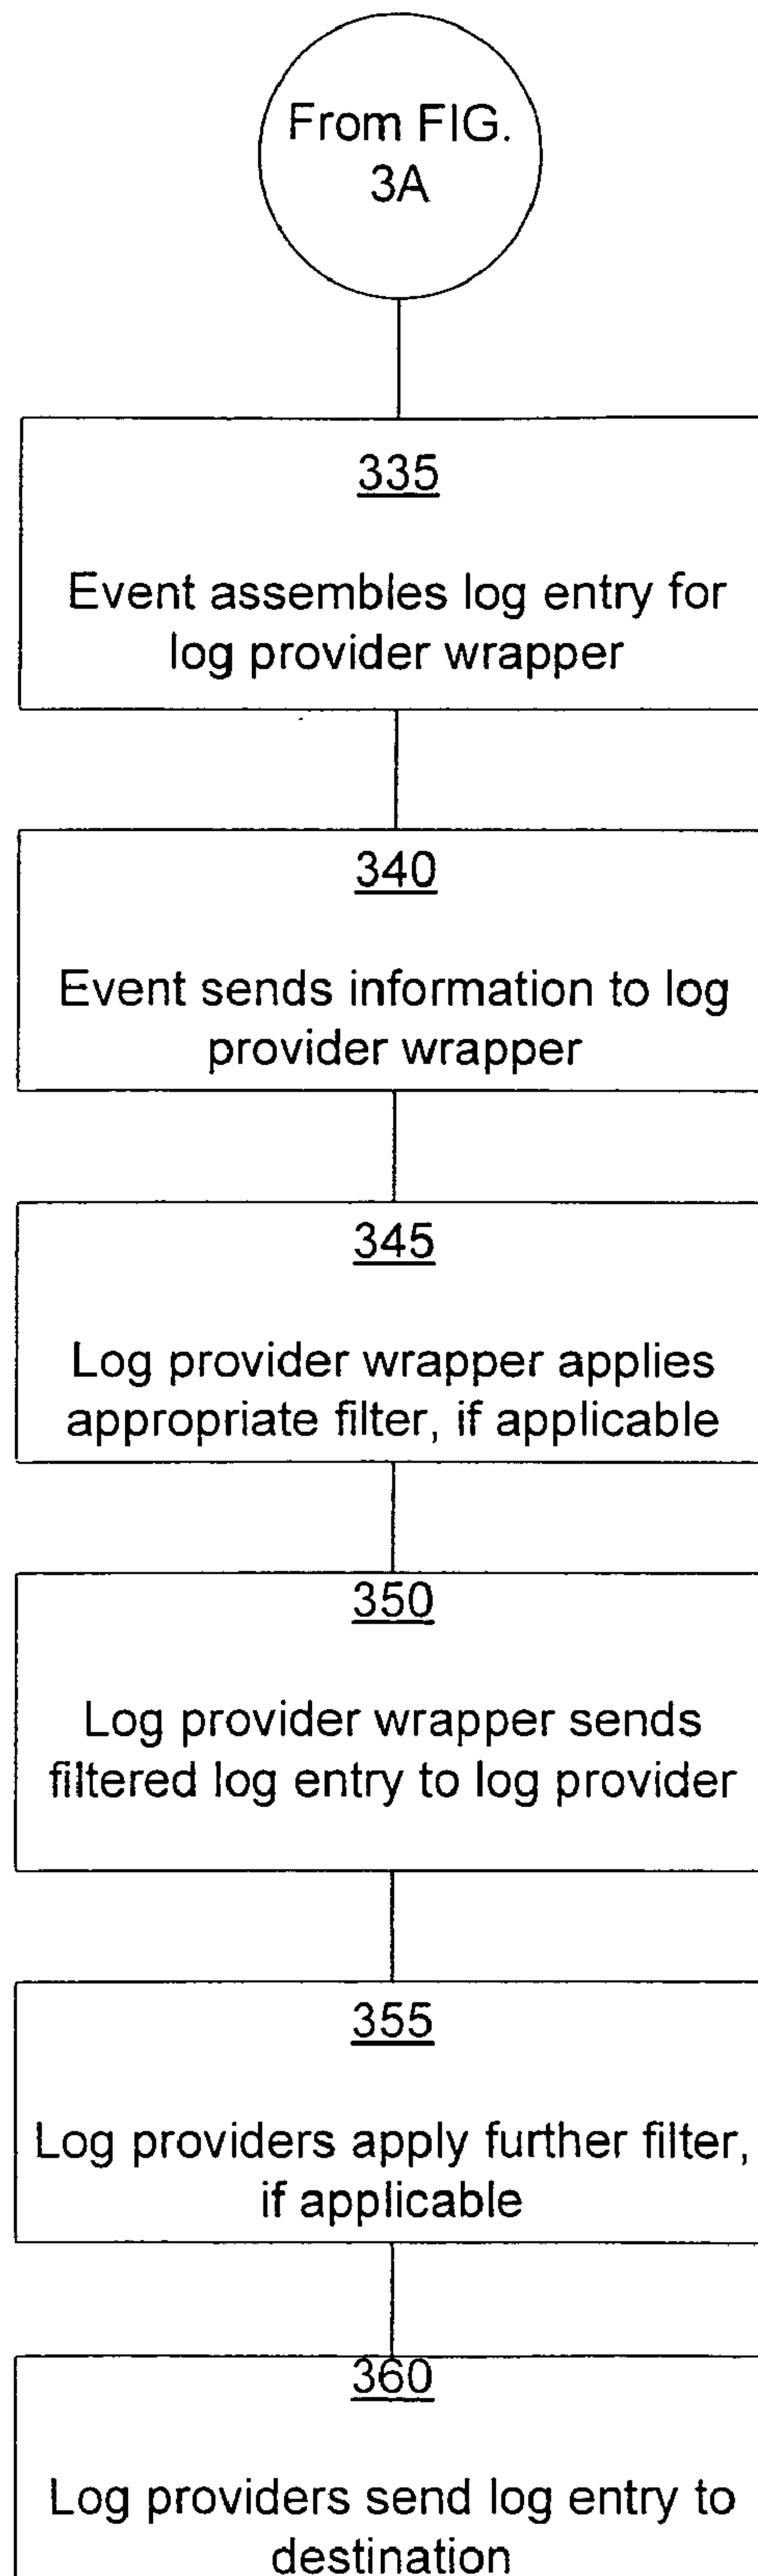 From FIG.
3A
335
Event assembles log entry for
log provider wrapper
340
Event sends information to log
provider wrapper
345
Log provider wrapper applies
appropriate filter, if applicable
350
Log provider wrapper sends
filtered log entry to log provider
355
Log providers apply further filter,
if applicable
360
Log providers send log entry to
destination